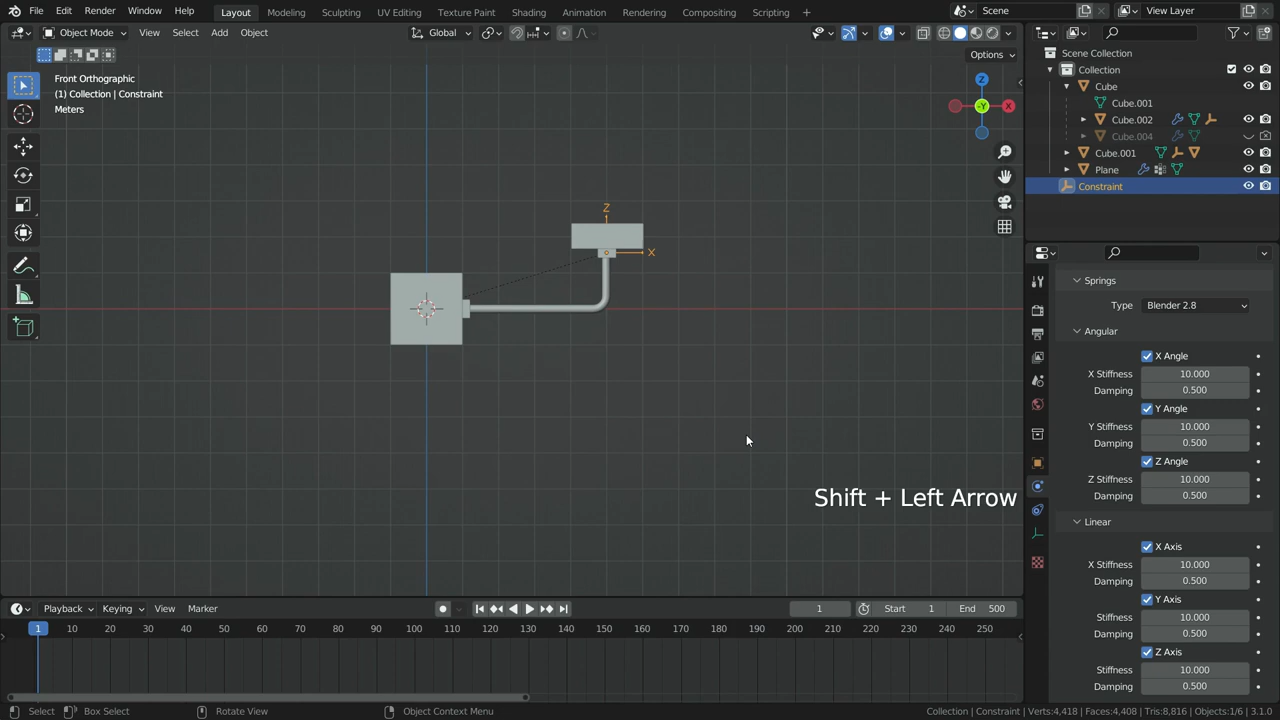 File Edit Render Window Help Layout Modeling Sculpting UV Editing Texture Paint Shading Animation Rendering Compositing Scripting + Scene View Layer
Object Mode View Select Add Object Global
Options
Front Orthographic
(1) Collection | Constraint
Meters
Z
X
-Y
Z
X
Shift + Left Arrow
Scene Collection
Collection
Cube
Cube.001
Cube.002
Cube.004
Cube.001
Plane
Constraint
Springs
Type Blender 2.8
Angular
X Angle
X Stiffness 10.000
Damping 0.500
Y Angle
Y Stiffness 10.000
Damping 0.500
Z Angle
Z Stiffness 10.000
Damping 0.500
Linear
X Axis
X Stiffness 10.000
Damping 0.500
Y Axis
Stiffness 10.000
Damping 0.500
Z Axis
Stiffness 10.000
Damping 0.500
Playback Keying View Marker 1 Start 1 End 500
1 10 20 30 40 50 60 70 80 90 100 110 120 130 140 150 160 170 180 190 200 210 220 230 240 250
Select Box Select Rotate View Object Context Menu Collection | Constraint | Verts:4,418 | Faces:4,408 | Tris:8,816 | Objects:1/6 | 3.1.0